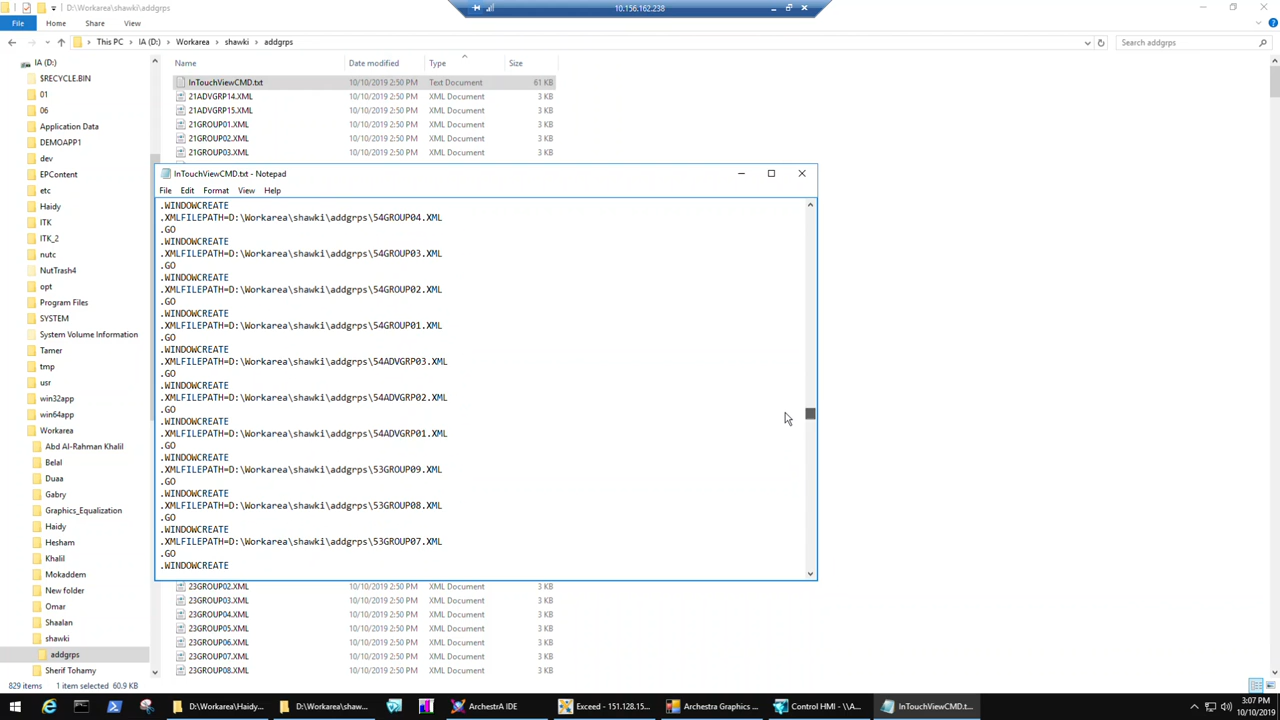 D:\Workarea\shawki\addgrps
10.156.162.238
File Home Share View
This PC IA (D:) Workarea shawki addgrps
Search addgrps
IA (D:)
$RECYCLE.BIN
01
06
Application Data
DEMOAPP1
dev
EPContent
etc
Haidy
ITK
ITK_2
nutc
NutTrash4
opt
Program Files
SYSTEM
System Volume Information
Tamer
tmp
usr
win32app
win64app
Workarea
Abd Al-Rahman Khalil
Belal
Duaa
Gabry
Graphics_Equalization
Haidy
Hesham
Khalil
Mokaddem
New folder
Omar
Shaalan
shawki
addgrps
Sherif Tohamy
Name Date modified Type Size
InTouchViewCMD.txt 10/10/2019 2:50 PM Text Document 61 KB
21ADVGRP14.XML 10/10/2019 2:50 PM XML Document 3 KB
21ADVGRP15.XML 10/10/2019 2:50 PM XML Document 3 KB
21GROUP01.XML 10/10/2019 2:50 PM XML Document 3 KB
21GROUP02.XML 10/10/2019 2:50 PM XML Document 3 KB
21GROUP03.XML 10/10/2019 2:50 PM XML Document 3 KB
InTouchViewCMD.txt - Notepad
File Edit Format View Help
.WINDOWCREATE
.XMLFILEPATH=D:\Workarea\shawki\addgrps\54GROUP04.XML
.GO
.WINDOWCREATE
.XMLFILEPATH=D:\Workarea\shawki\addgrps\54GROUP03.XML
.GO
.WINDOWCREATE
.XMLFILEPATH=D:\Workarea\shawki\addgrps\54GROUP02.XML
.GO
.WINDOWCREATE
.XMLFILEPATH=D:\Workarea\shawki\addgrps\54GROUP01.XML
.GO
.WINDOWCREATE
.XMLFILEPATH=D:\Workarea\shawki\addgrps\54ADVGRP03.XML
.GO
.WINDOWCREATE
.XMLFILEPATH=D:\Workarea\shawki\addgrps\54ADVGRP02.XML
.GO
.WINDOWCREATE
.XMLFILEPATH=D:\Workarea\shawki\addgrps\54ADVGRP01.XML
.GO
.WINDOWCREATE
.XMLFILEPATH=D:\Workarea\shawki\addgrps\53GROUP09.XML
.GO
.WINDOWCREATE
.XMLFILEPATH=D:\Workarea\shawki\addgrps\53GROUP08.XML
.GO
.WINDOWCREATE
.XMLFILEPATH=D:\Workarea\shawki\addgrps\53GROUP07.XML
.GO
.WINDOWCREATE
23GROUP02.XML 10/10/2019 2:50 PM XML Document 3 KB
23GROUP03.XML 10/10/2019 2:50 PM XML Document 3 KB
23GROUP04.XML 10/10/2019 2:50 PM XML Document 3 KB
23GROUP05.XML 10/10/2019 2:50 PM XML Document 3 KB
23GROUP06.XML 10/10/2019 2:50 PM XML Document 3 KB
23GROUP07.XML 10/10/2019 2:50 PM XML Document 3 KB
23GROUP08.XML 10/10/2019 2:50 PM XML Document 3 KB
829 items 1 item selected 60.9 KB
D:\Workarea\Haidy... D:\Workarea\shaw... ArchestrA IDE Exceed - 151.128.15... Archestra Graphics ... Control HMI - \\A... InTouchViewCMD.t...
3:07 PM
10/10/2019